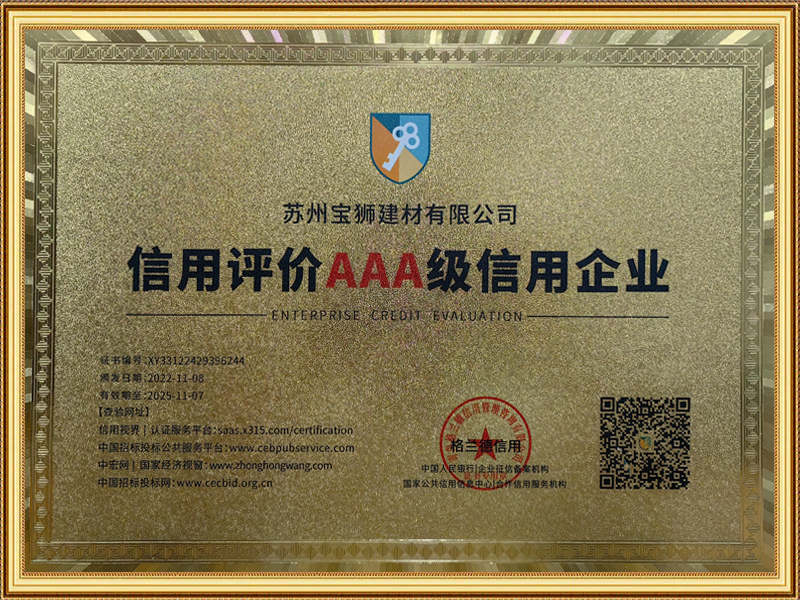 苏州宝狮建材有限公司
信用评价AAA级信用企业
ENTERPRISE CREDIT EVALUATION
证书编号:XY33122429396244
颁发日期:2022-11-08
有效期至:2025-11-07
【查验网址】
信用视界|认证服务平台:saas.x315.com/certification
中国招标投标公共服务平台:www.cebpubservice.com
中宏网|国家经济视窗:www.zhonghongwang.com
中国招标投标网:www.cecbid.org.cn
格兰德信用
中国人民银行|企业征信备案机构
国家公共信用信息中心|合作信用服务机构